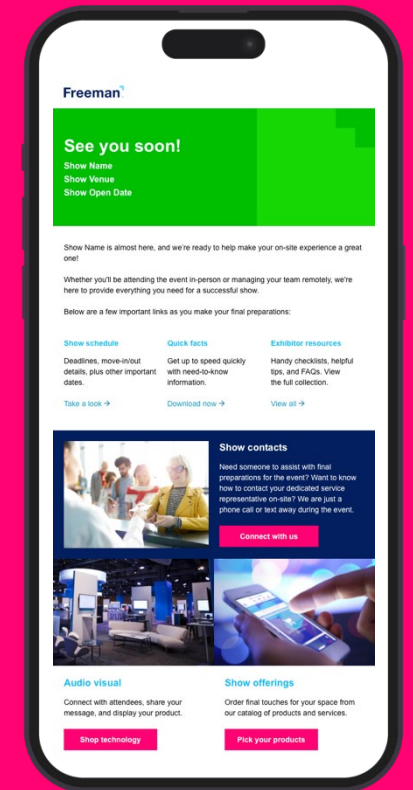 Freeman
See you soon!
Show Name
Show Venue
Show Open Date
Show Name is almost here, and we're ready to help make your on-site experience a great
one!
Whether you'll be attending the event in-person or managing your team remotely, we're
here to provide everything you need for a successful show.
Below are a few important links as you make your final preparations:
Show schedule
Deadlines, move-in/out
details, plus other important
dates.
Take a look →
Quick facts
Get up to speed quickly
with need-to-know
information.
Download now →
Exhibitor resources
Handy checklists, helpful
tips, and FAQs. View
the full collection.
View all →
Show contacts
Need someone to assist with final
preparations for the event? Want to know
how to contact your dedicated service
representative on-site? We are just a
phone call or text away during the event.
Connect with us
Audio visual
Connect with attendees, share your
message, and display your product.
Shop technology
Show offerings
Order final touches for your space from
our catalog of products and services.
Pick your products